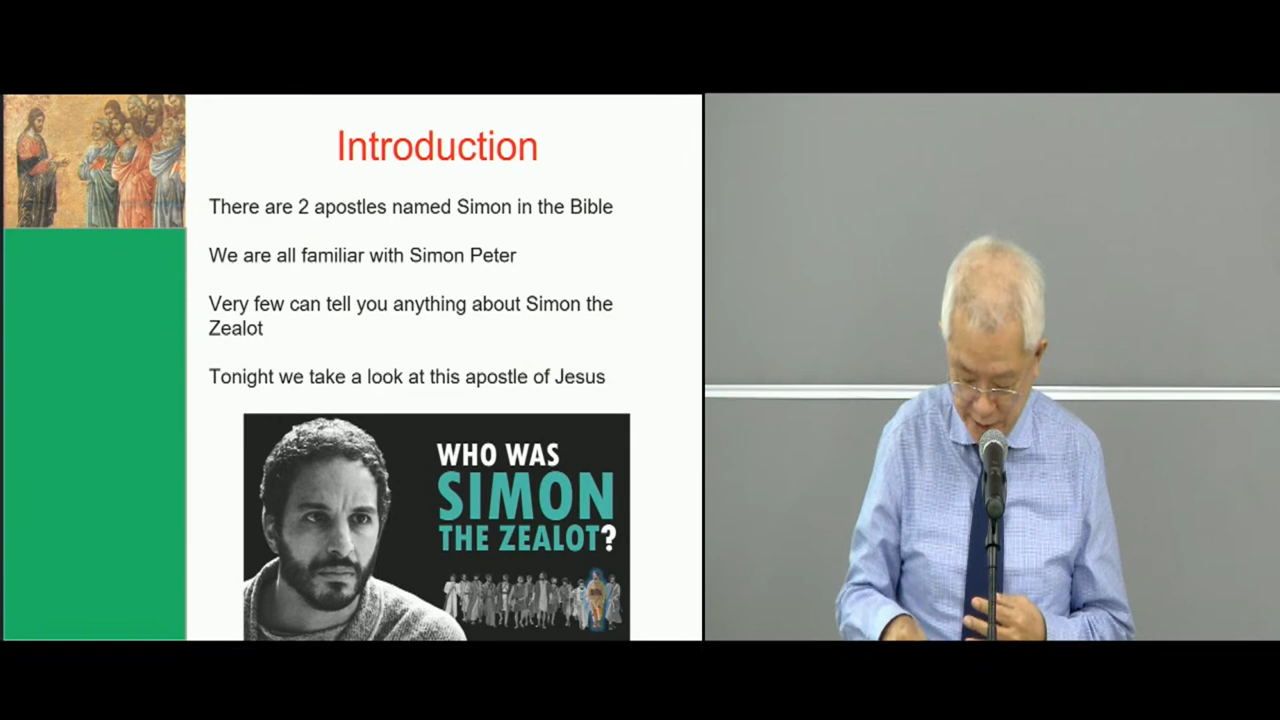 Introduction
There are 2 apostles named Simon in the Bible
We are all familiar with Simon Peter
Very few can tell you anything about Simon the
Zealot
Tonight we take a look at this apostle of Jesus
WHO WAS
SIMON
THE ZEALOT?